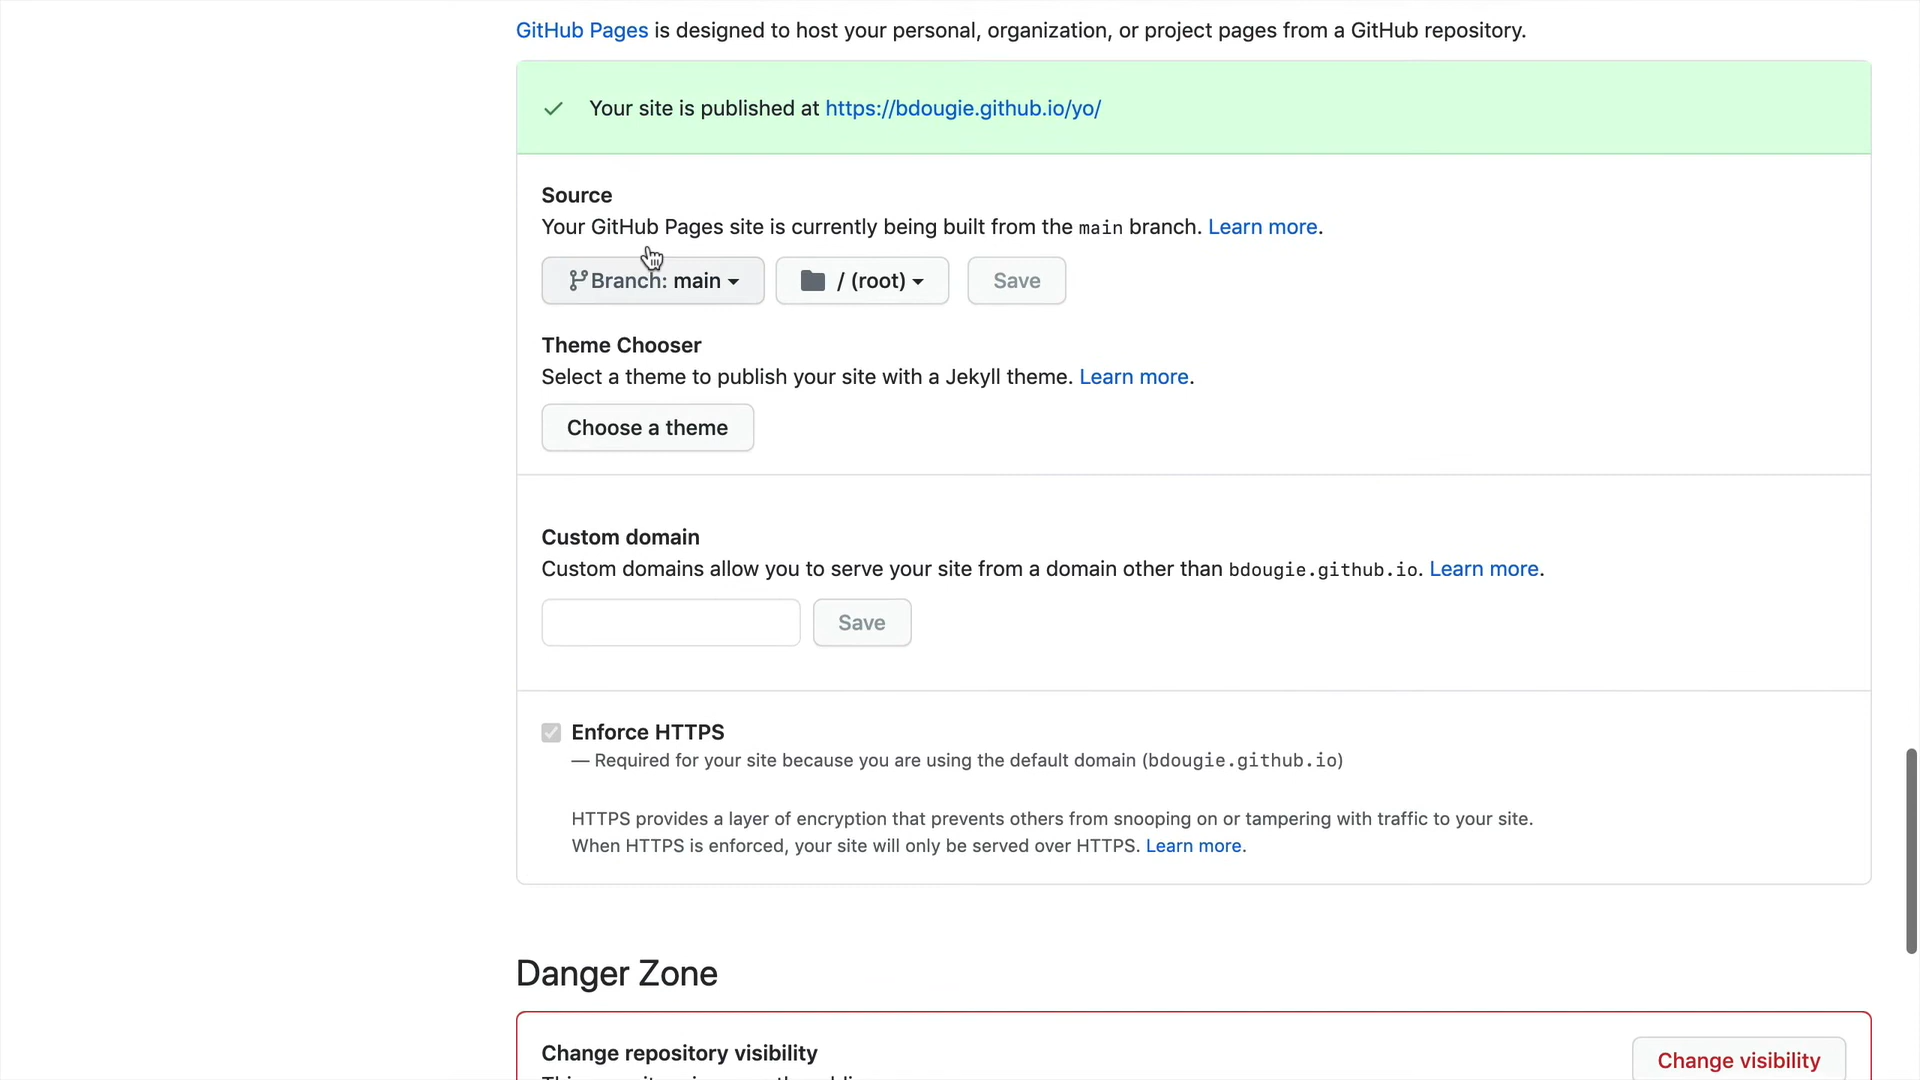 GitHub Pages is designed to host your personal, organization, or project pages from a GitHub repository.
Your site is published at https://bdougie.github.io/yo/
Source
Your GitHub Pages site is currently being built from the main branch. Learn more.
Branch: main
/ (root)
Save
Theme Chooser
Select a theme to publish your site with a Jekyll theme. Learn more.
Choose a theme
Custom domain
Custom domains allow you to serve your site from a domain other than bdougie.github.io. Learn more.
Save
Enforce HTTPS
— Required for your site because you are using the default domain (bdougie.github.io)
HTTPS provides a layer of encryption that prevents others from snooping on or tampering with traffic to your site.
When HTTPS is enforced, your site will only be served over HTTPS. Learn more.
Danger Zone
Change repository visibility
Change visibility